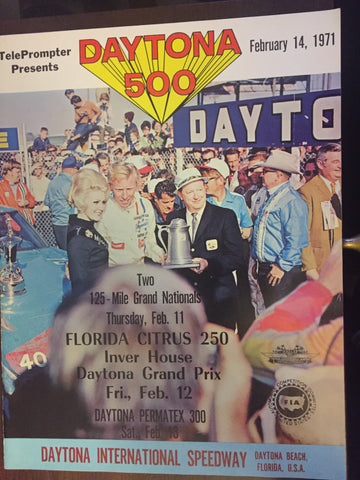 TelePrompter
Presents
DAYTONA
500
February 14, 1971
DAYTO
Two
125-Mile Grand Nationals
Thursday, Feb. 11
FLORIDA CITRUS 250
Inver House
Daytona Grand Prix
Fri., Feb. 12
DAYTONA PERMATEX 300
Sat., Feb. 13
40
FIA
DAYTONA INTERNATIONAL SPEEDWAY
DAYTONA BEACH,
FLORIDA, U.S.A.